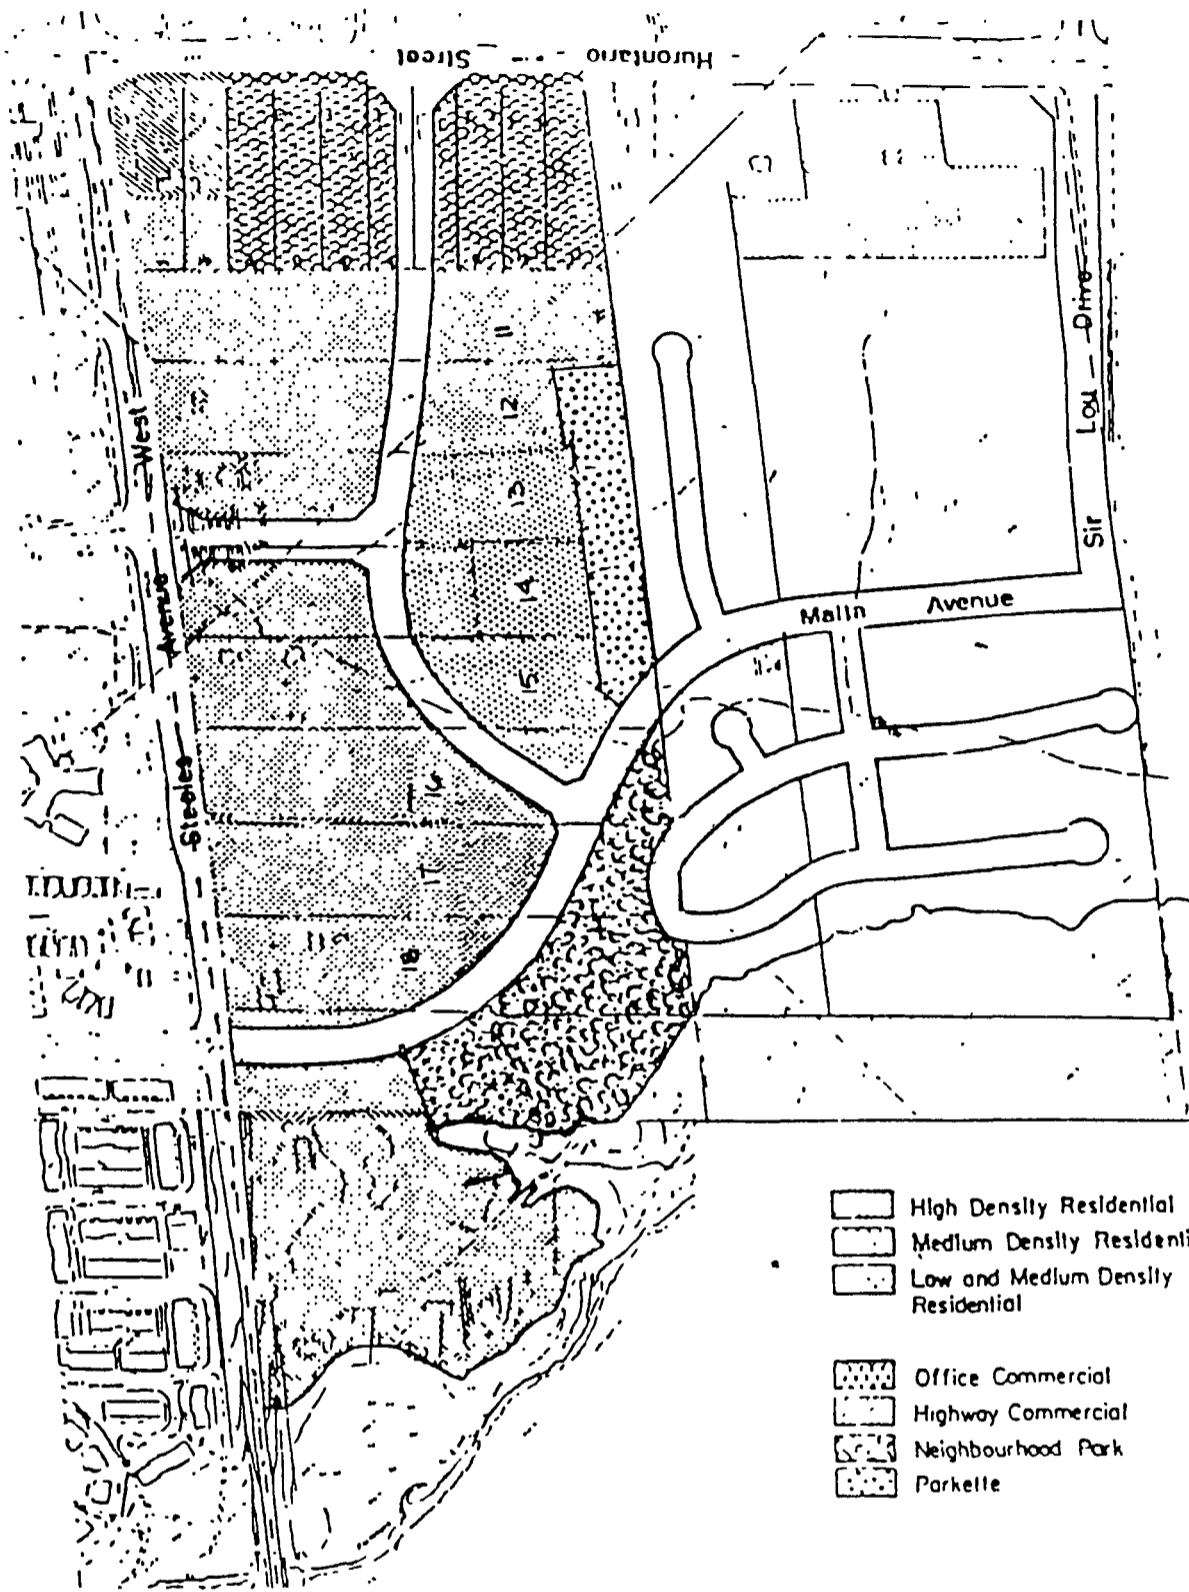 Hurontario Street
West
Avenue
Steeles
11
12
13
14
15
16
17
18
Malin Avenue
Sir Lou Drive
High Density Residential
Medium Density Residenti
Low and Medium Density
Residential
Office Commercial
Highway Commercial
Neighbourhood Park
Parkette